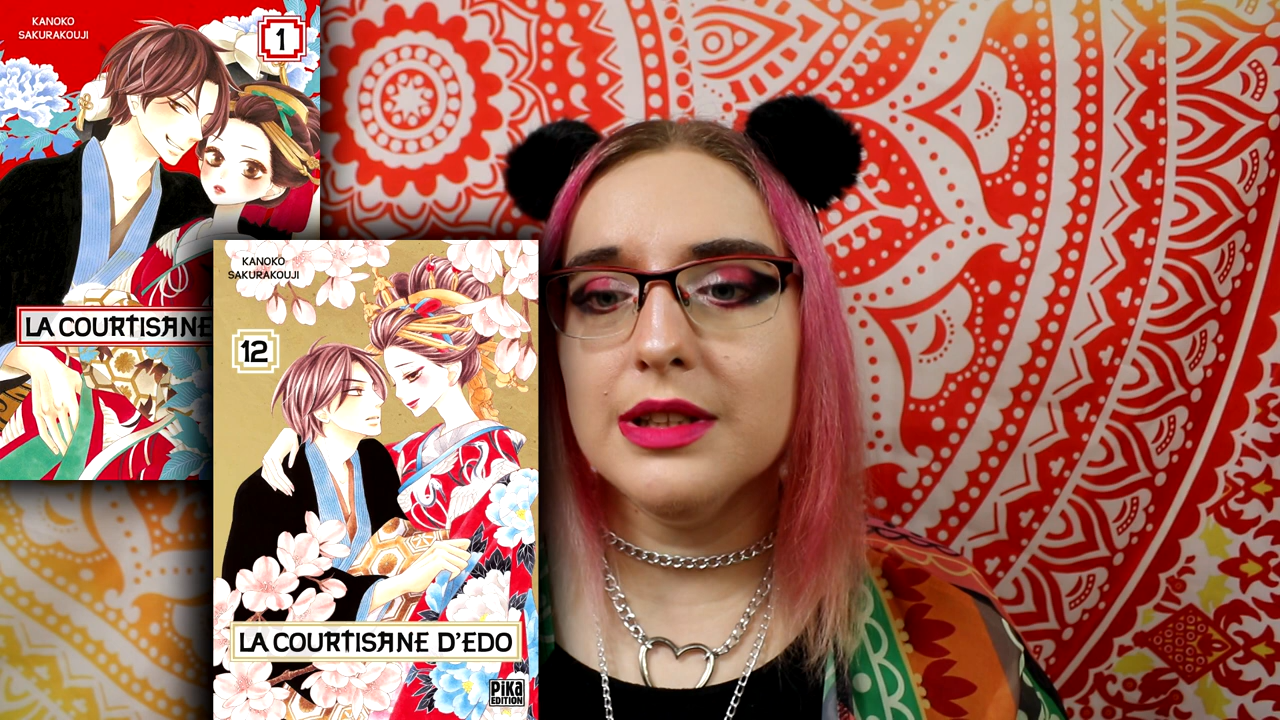 KANOKO
SAKURAKOUJI
1
LA COURTISANE
KANOKO
SAKURAKOUJI
12
LA COURTISANE D'EDO
PIKA
EDITION